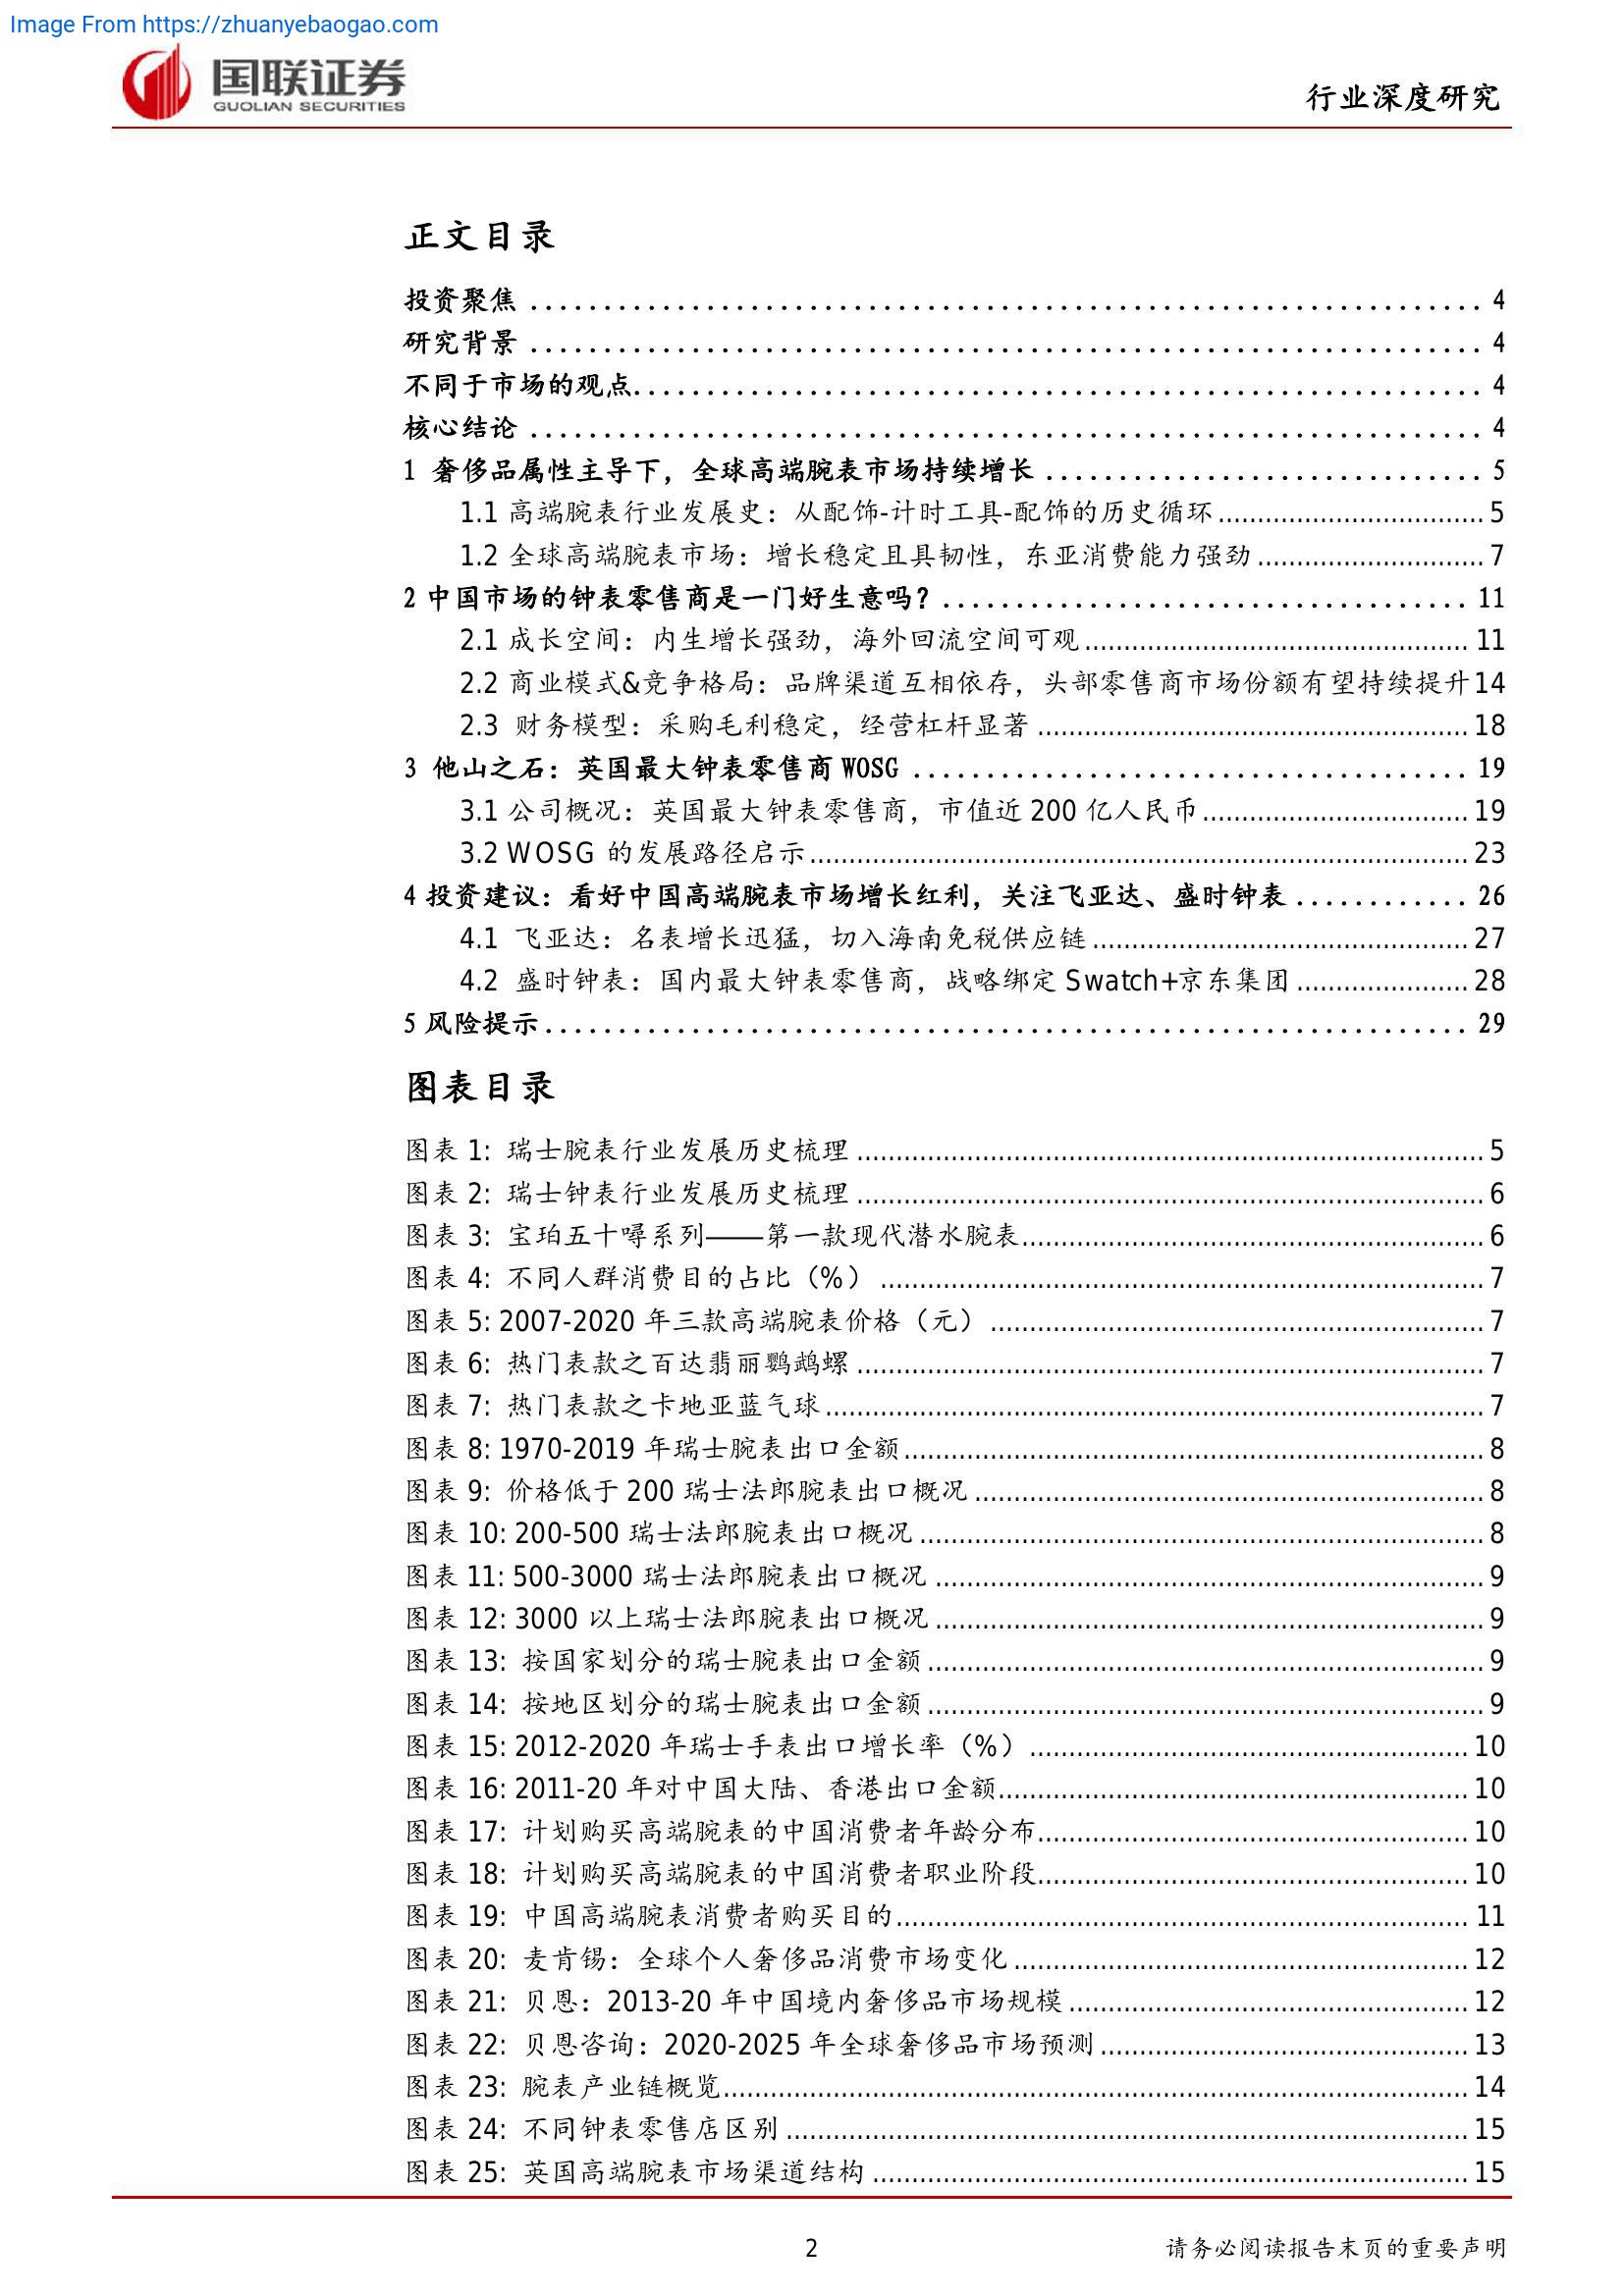 Image From https://zhuanyebaogao.com
国联证券
GUOLIAN SECURITIES
行业深度研究
正文目录
投资聚焦 ........ 4
研究背景 ........ 4
不同于市场的观点........ 4
核心结论 ........ 4
1 奢侈品属性主导下，全球高端腕表市场持续增长 ........ 5
1.1 高端腕表行业发展史：从配饰-计时工具-配饰的历史循环........ 5
1.2 全球高端腕表市场：增长稳定且具韧性，东亚消费能力强劲 ........ 7
2 中国市场的钟表零售商是一门好生意吗？ ........ 11
2.1 成长空间：内生增长强劲，海外回流空间可观........ 11
2.2 商业模式&竞争格局：品牌渠道互相依存，头部零售商市场份额有望持续提升14
2.3 财务模型：采购毛利稳定，经营杠杆显著 ........ 18
3 他山之石：英国最大钟表零售商 WOSG ........ 19
3.1 公司概况：英国最大钟表零售商，市值近 200 亿人民币........ 19
3.2 WOSG 的发展路径启示........ 23
4 投资建议：看好中国高端腕表市场增长红利，关注飞亚达、盛时钟表 ........ 26
4.1 飞亚达：名表增长迅猛，切入海南免税供应链........ 27
4.2 盛时钟表：国内最大钟表零售商，战略绑定 Swatch+京东集团........ 28
5 风险提示........ 29
图表目录
图表 1: 瑞士腕表行业发展历史梳理 ........ 5
图表 2: 瑞士钟表行业发展历史梳理 ........ 6
图表 3: 宝珀五十噚系列——第一款现代潜水腕表........ 6
图表 4: 不同人群消费目的占比（%） ........ 7
图表 5: 2007-2020 年三款高端腕表价格（元） ........ 7
图表 6: 热门表款之百达翡丽鹦鹉螺 ........ 7
图表 7: 热门表款之卡地亚蓝气球........ 7
图表 8: 1970-2019 年瑞士腕表出口金额........ 8
图表 9: 价格低于 200 瑞士法郎腕表出口概况 ........ 8
图表 10: 200-500 瑞士法郎腕表出口概况 ........ 8
图表 11: 500-3000 瑞士法郎腕表出口概况 ........ 9
图表 12: 3000 以上瑞士法郎腕表出口概况 ........ 9
图表 13: 按国家划分的瑞士腕表出口金额 ........ 9
图表 14: 按地区划分的瑞士腕表出口金额 ........ 9
图表 15: 2012-2020 年瑞士手表出口增长率（%）........ 10
图表 16: 2011-20 年对中国大陆、香港出口金额........ 10
图表 17: 计划购买高端腕表的中国消费者年龄分布........ 10
图表 18: 计划购买高端腕表的中国消费者职业阶段........ 10
图表 19: 中国高端腕表消费者购买目的........ 11
图表 20: 麦肯锡：全球个人奢侈品消费市场变化 ........ 12
图表 21: 贝恩：2013-20 年中国境内奢侈品市场规模 ........ 12
图表 22: 贝恩咨询：2020-2025 年全球奢侈品市场预测 ........ 13
图表 23: 腕表产业链概览........ 14
图表 24: 不同钟表零售店区别 ........ 15
图表 25: 英国高端腕表市场渠道结构 ........ 15
2
请务必阅读报告末页的重要声明